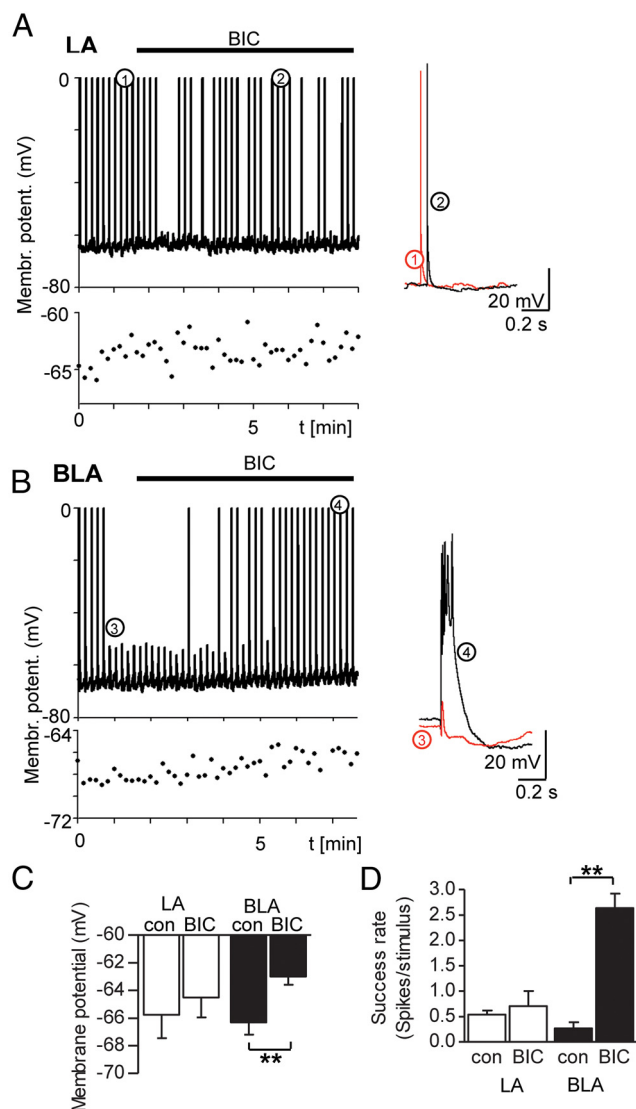 A
LA
BIC
0
1
2
Membr. potent. (mV)
-80
2
1
20 mV
0.2 s
-60
-65
0
5
t [min]
B
BLA
BIC
0
4
3
Membr. potent. (mV)
-80
4
3
20 mV
0.2 s
-64
-72
0
5
t [min]
C
LA
BLA
con BIC con BIC
Membrane potential (mV)
-60
-62
-64
-66
-68
-70
**
D
**
Success rate
(Spikes/stimulus)
3.0
2.5
2.0
1.5
1.0
0.5
0.0
con BIC con BIC
LA BLA